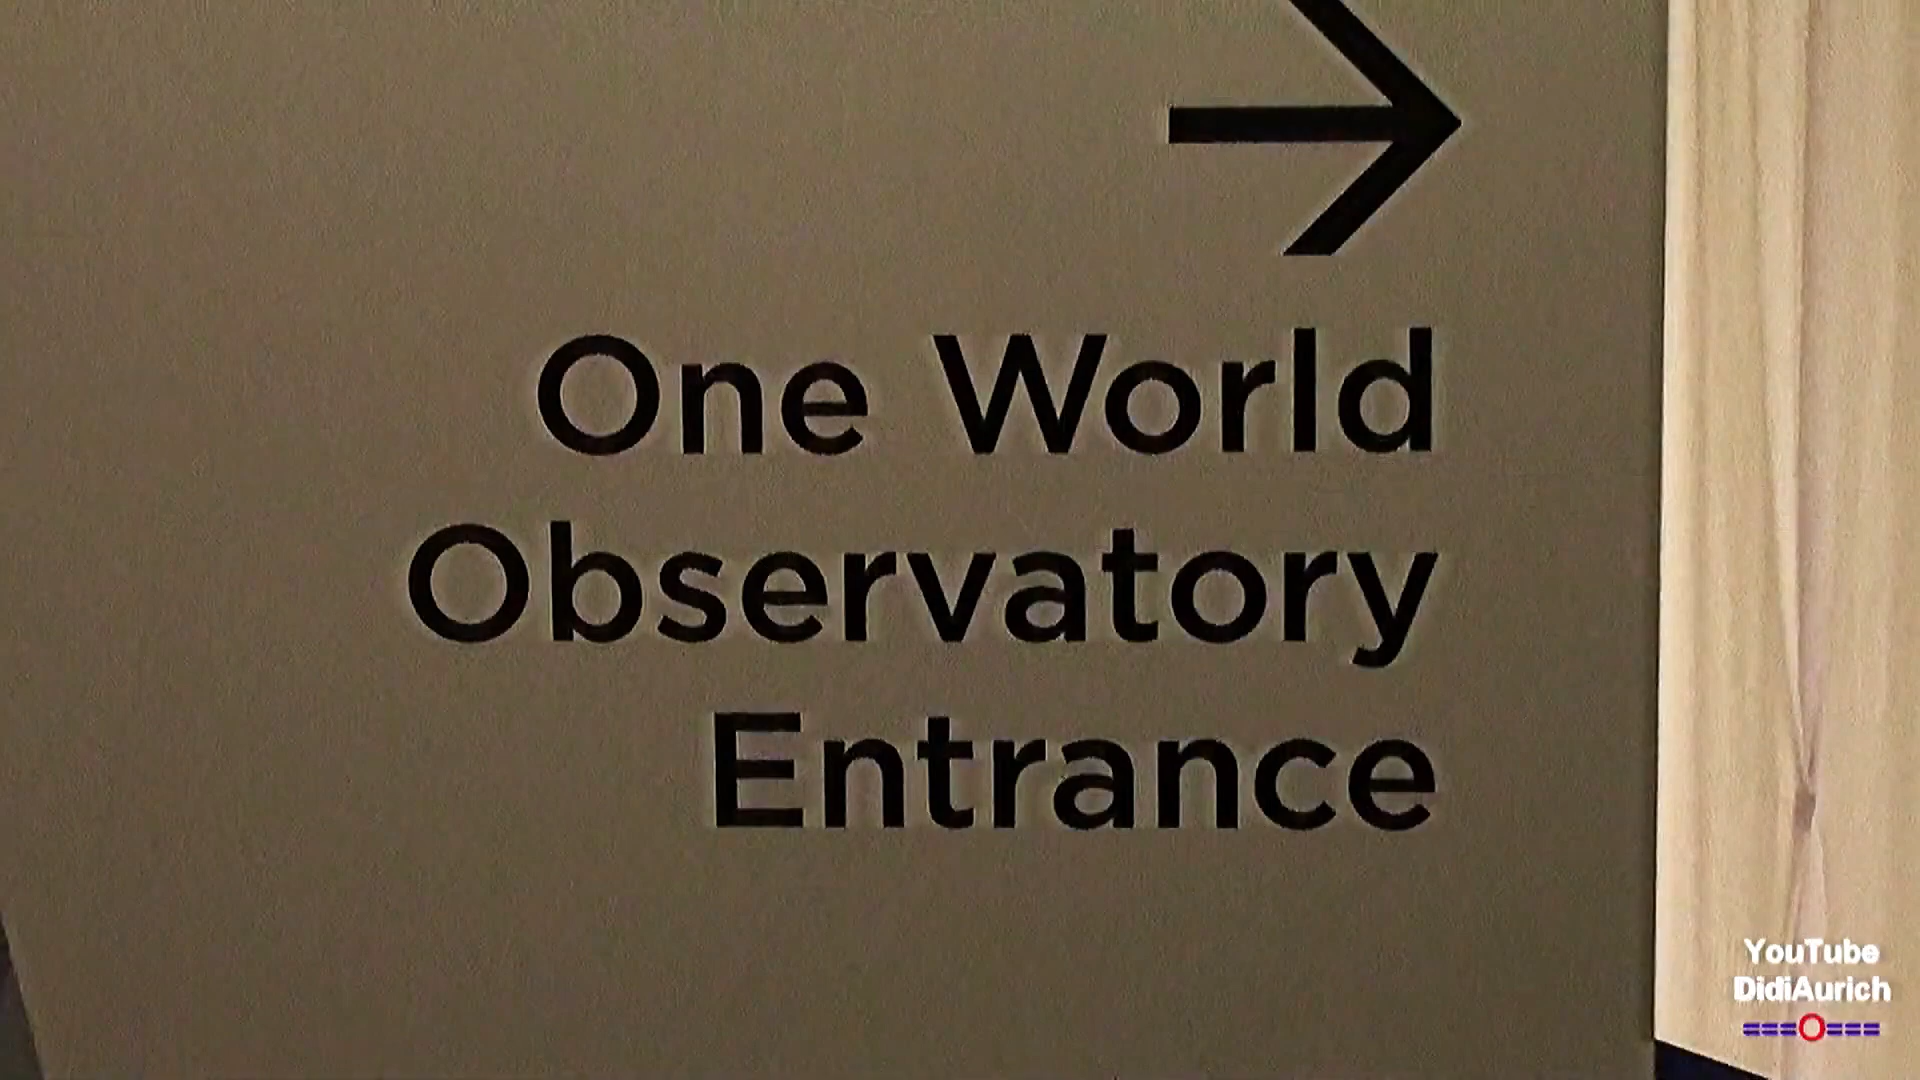 One World
Observatory
Entrance
YouTube
DidiAurich
===O===